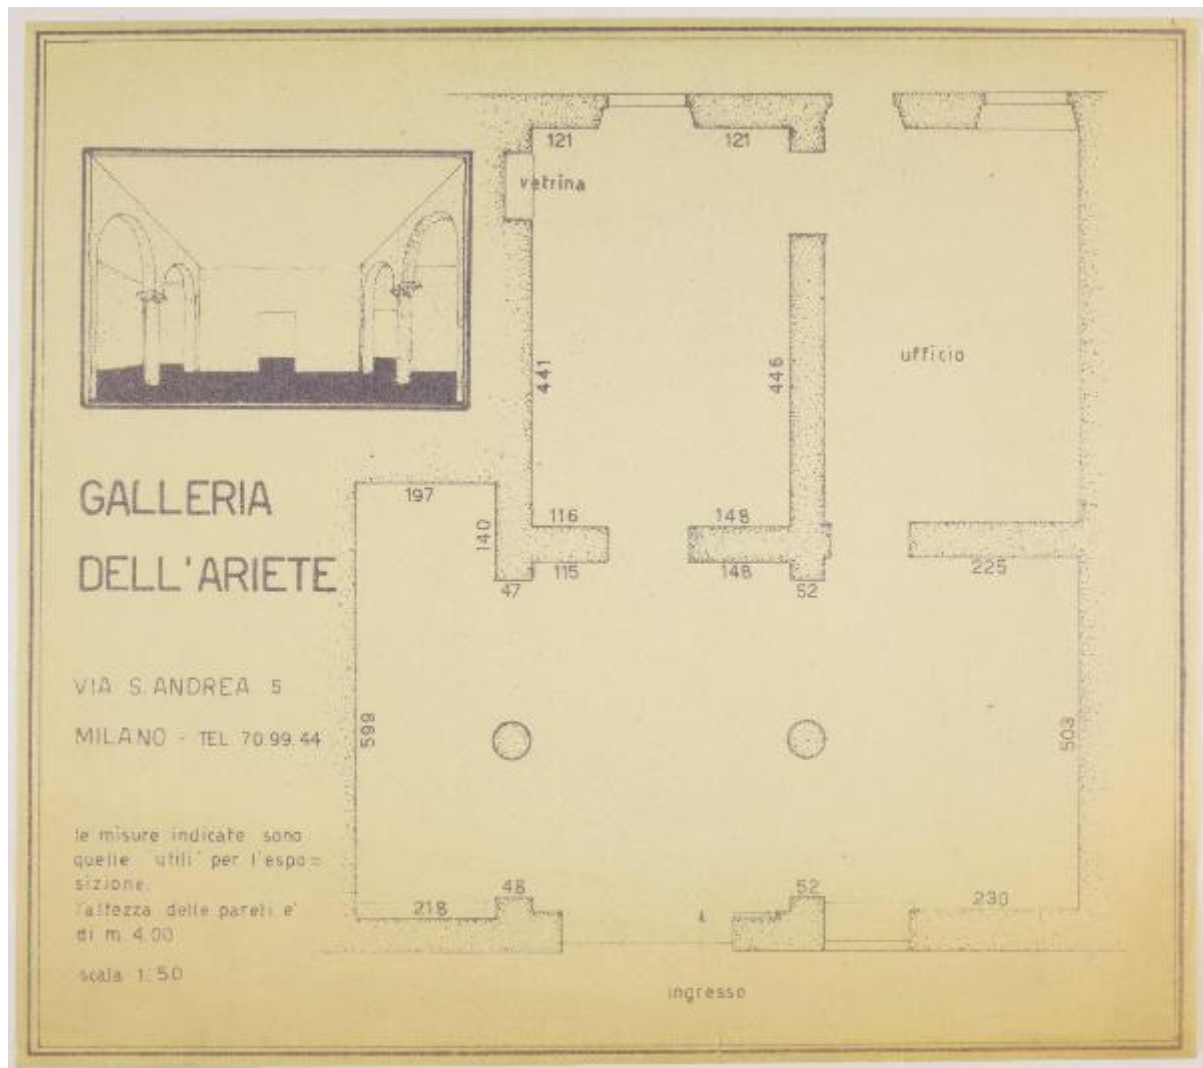 121
121
vetrina
441
446
ufficio
GALLERIA
DELL'ARIETE
197
140
116
148
115
148
47
52
225
VIA S. ANDREA 5
MILANO - TEL. 70.99.44
599
503
le misure indicate sono
quelle "utili" per l'espo=
sizione.
l'altezza delle pareti e'
di m. 4.00
scala 1:50
48
52
218
230
ingresso